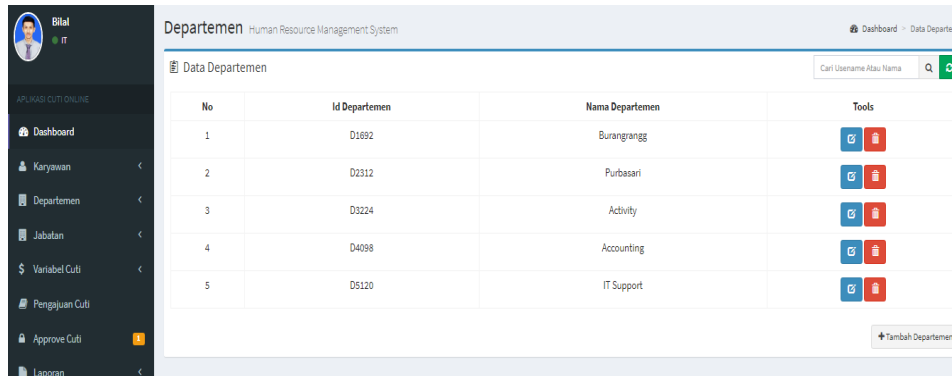 Bilal
IT
APLIKASI CUTI ONLINE
Dashboard
Karyawan
Departemen
Jabatan
Variabel Cuti
Pengajuan Cuti
Approve Cuti 1
Laporan
Departemen Human Resource Management System
Dashboard > Data Departe
Data Departemen
Cari Usename Atau Nama
No Id Departemen Nama Departemen Tools
1 D1692 Burangrangg
2 D2312 Purbasari
3 D3224 Activity
4 D4098 Accounting
5 D5120 IT Support
+Tambah Departemen